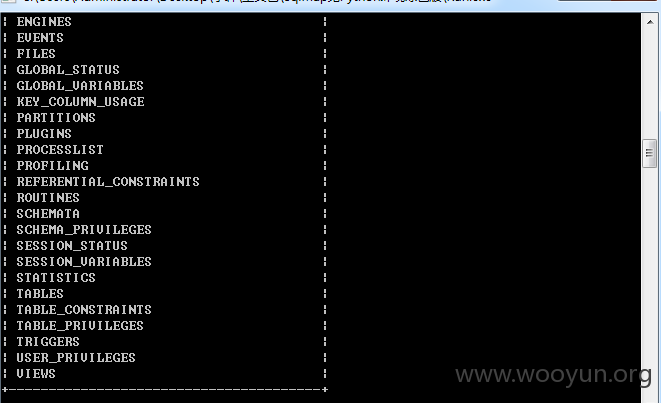 ENGINES
EVENTS
FILES
GLOBAL_STATUS
GLOBAL_VARIABLES
KEY_COLUMN_USAGE
PARTITIONS
PLUGINS
PROCESSLIST
PROFILING
REFERENTIAL_CONSTRAINTS
ROUTINES
SCHEMATA
SCHEMA_PRIVILEGES
SESSION_STATUS
SESSION_VARIABLES
STATISTICS
TABLES
TABLE_CONSTRAINTS
TABLE_PRIVILEGES
TRIGGERS
USER_PRIVILEGES
VIEWS
www.wooyun.org